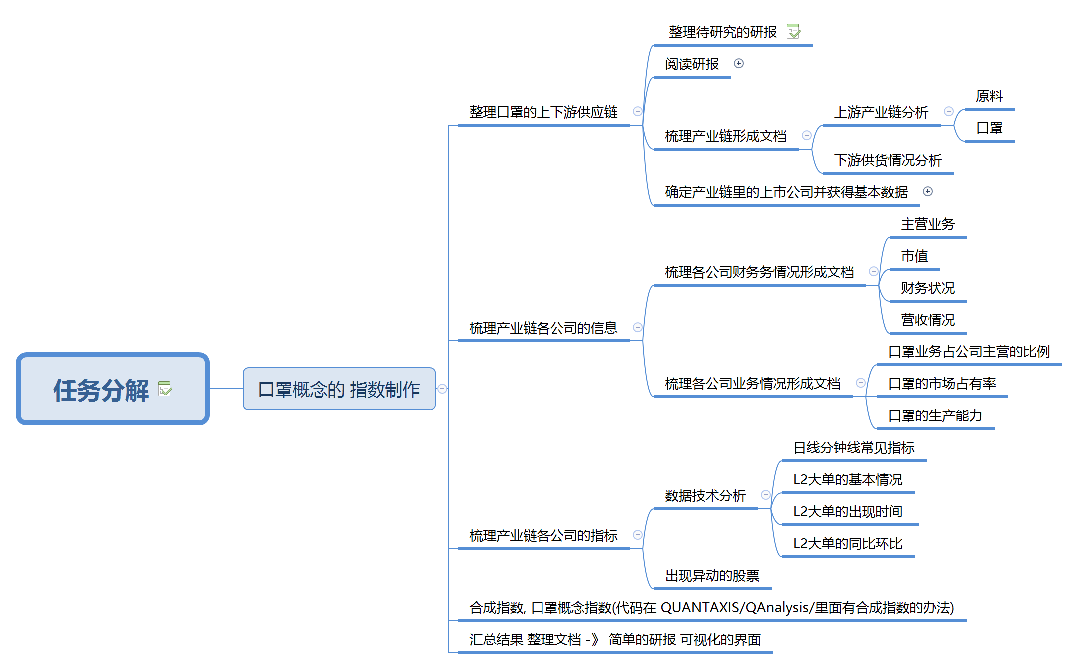 任务分解
口罩概念的 指数制作
整理口罩的上下游供应链
整理待研究的研报
阅读研报
梳理产业链形成文档
上游产业链分析
原料
口罩
下游供货情况分析
确定产业链里的上市公司并获得基本数据
梳理产业链各公司的信息
梳理各公司财务务情况形成文档
主营业务
市值
财务状况
营收情况
梳理各公司业务情况形成文档
口罩业务占公司主营的比例
口罩的市场占有率
口罩的生产能力
梳理产业链各公司的指标
数据技术分析
日线分钟线常见指标
L2大单的基本情况
L2大单的出现时间
L2大单的同比环比
出现异动的股票
合成指数, 口罩概念指数(代码在 QUANTAXIS/QAnalysis/里面有合成指数的办法)
汇总结果 整理文档 -》 简单的研报 可视化的界面